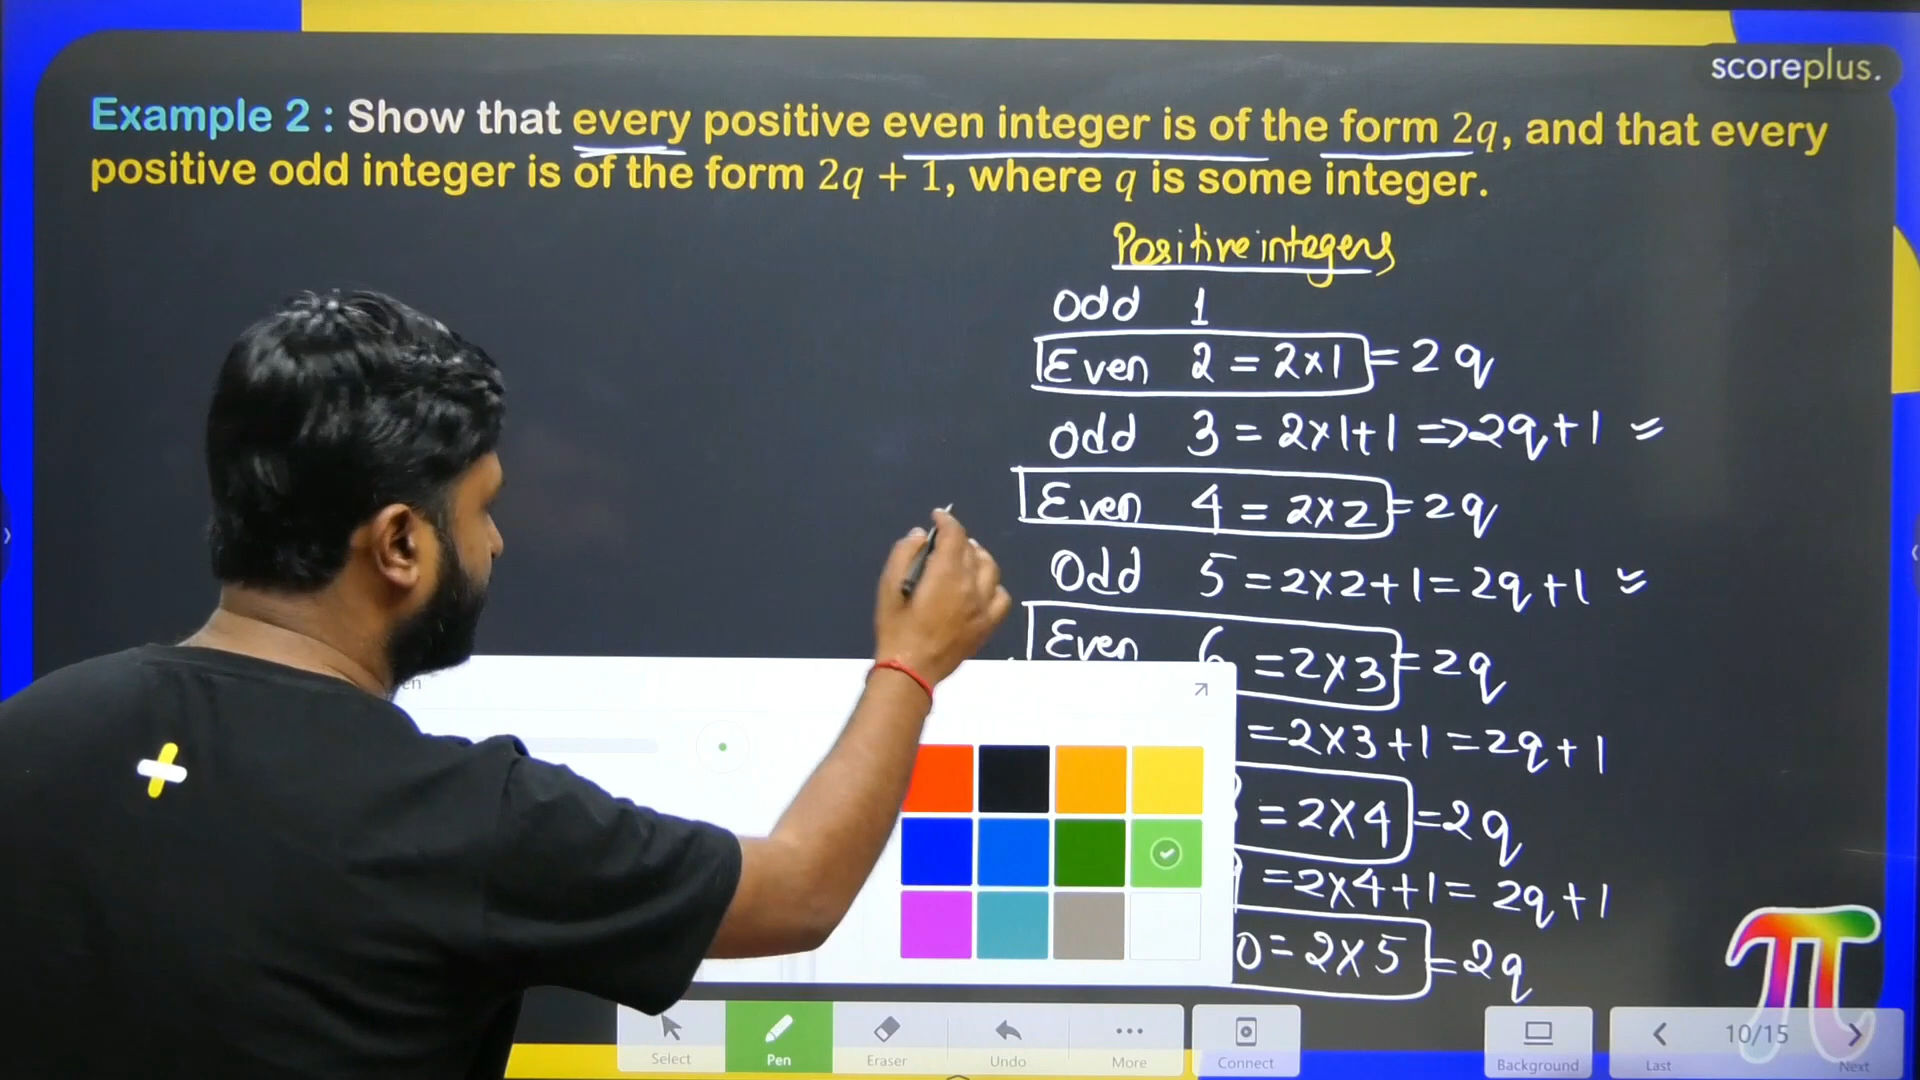 scoreplus.
Example 2 : Show that every positive even integer is of the form 2q, and that every
positive odd integer is of the form 2q + 1, where q is some integer.
Positive integers
Odd 1
Even 2 = 2×1 = 2q
Odd 3 = 2×1+1 ⇒ 2q+1
Even 4 = 2×2 = 2q
Odd 5 = 2×2+1 = 2q+1
Even 6 = 2×3 = 2q
= 2×3+1 = 2q+1
= 2×4 = 2q
= 2×4+1 = 2q+1
0 = 2×5 = 2q
Select Pen Eraser Undo More Connect Background Last 10/15 Next